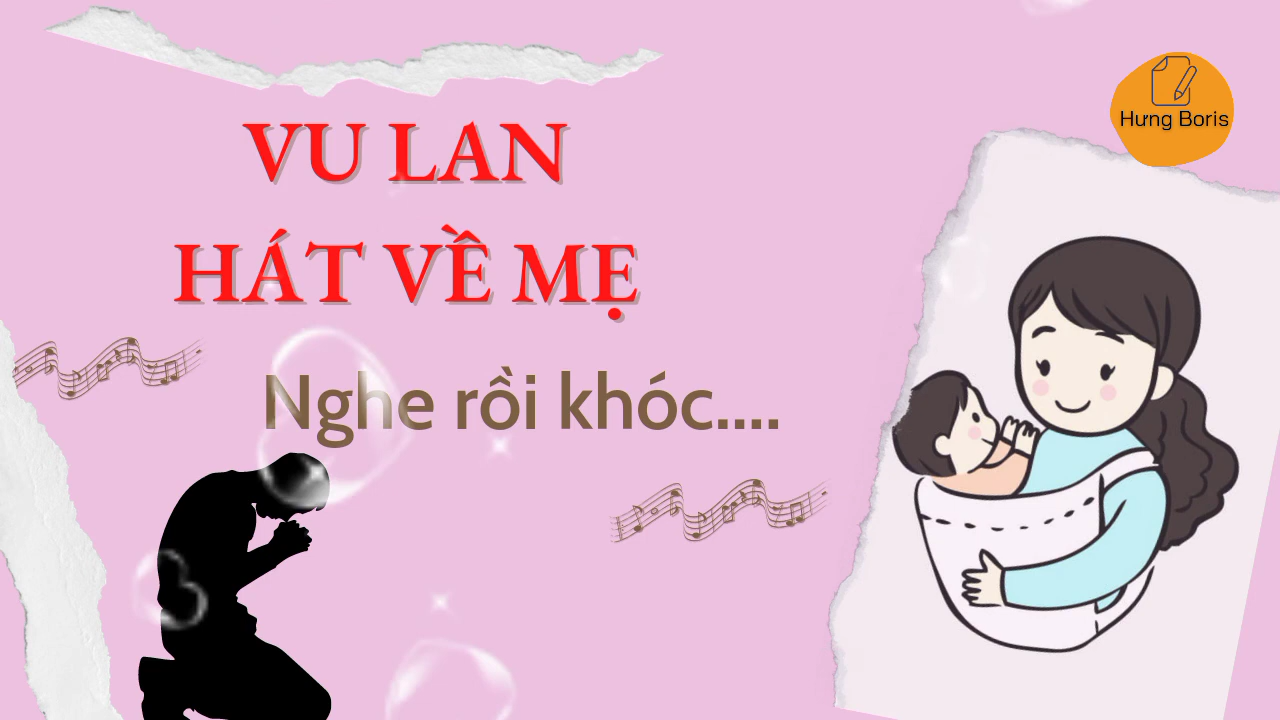 Hưng Boris
VU LAN
HÁT VỀ MẸ
Nghe rồi khóc....